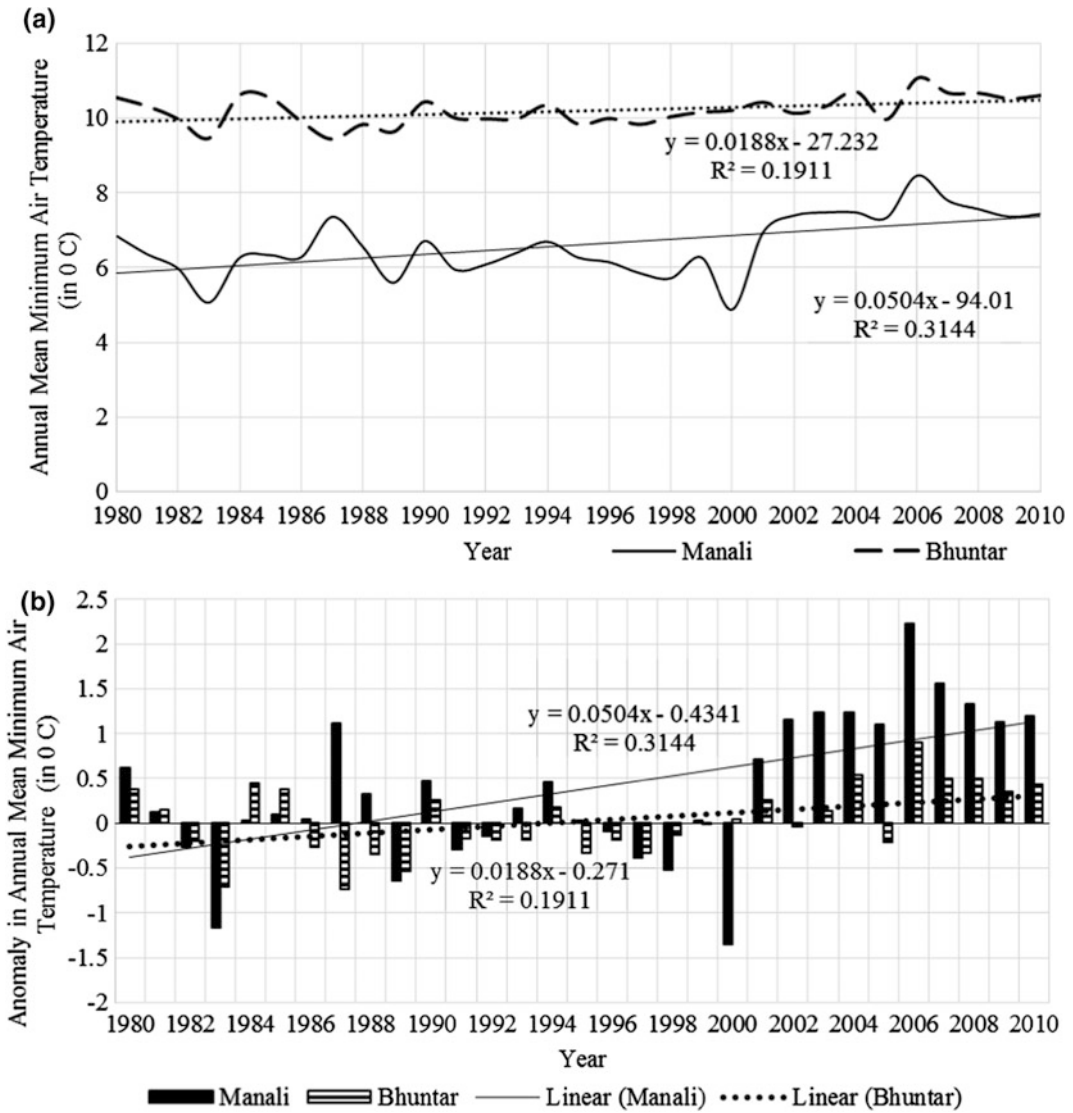 (a)
Annual Mean Minimum Air Temperature
(in 0 C)
12
10
8
6
4
2
0
y = 0.0188x - 27.232
R² = 0.1911
y = 0.0504x - 94.01
R² = 0.3144
1980 1982 1984 1986 1988 1990 1992 1994 1996 1998 2000 2002 2004 2006 2008 2010
Year
Manali
Bhuntar
(b)
Anomaly in Annual Mean Minimum Air
Temperature (in 0 C)
2.5
2
1.5
1
0.5
0
-0.5
-1
-1.5
-2
y = 0.0504x - 0.4341
R² = 0.3144
y = 0.0188x - 0.271
R² = 0.1911
1980 1982 1984 1986 1988 1990 1992 1994 1996 1998 2000 2002 2004 2006 2008 2010
Year
Manali
Bhuntar
Linear (Manali)
Linear (Bhuntar)